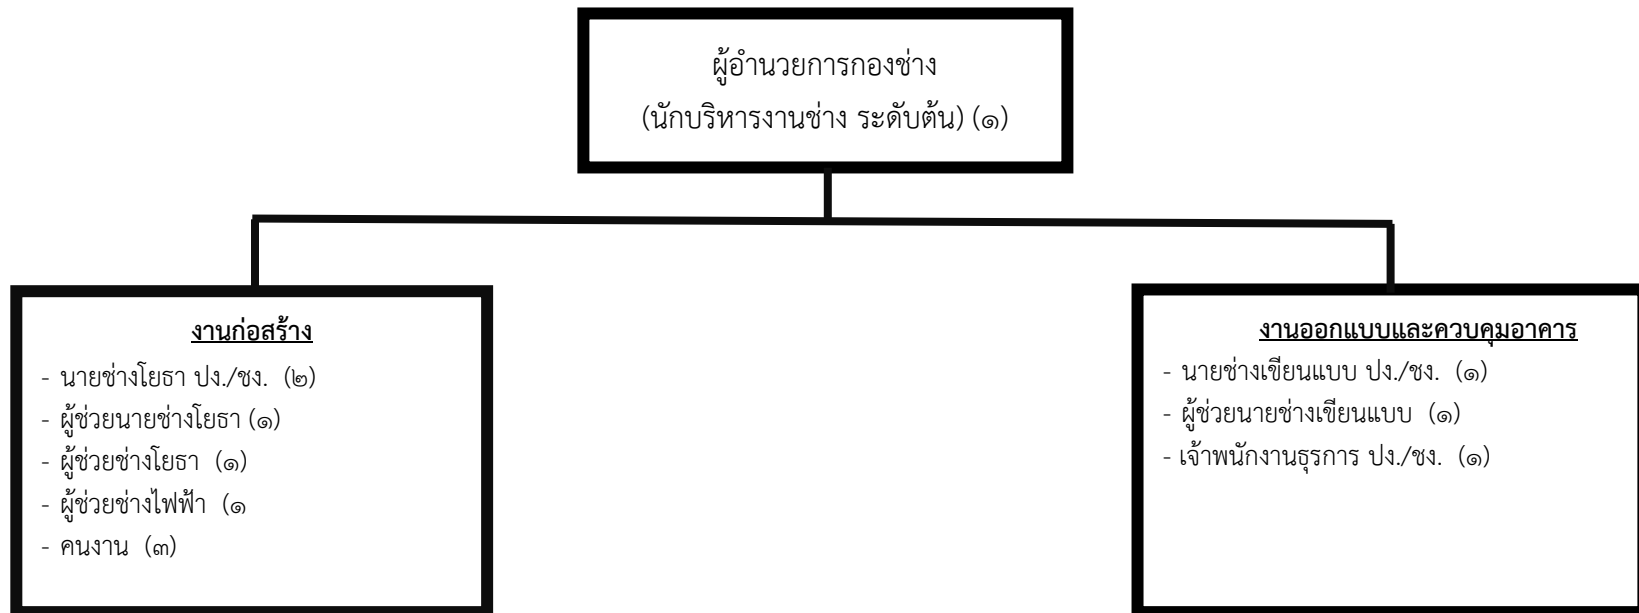 ผู้อำนวยการกองช่าง
(นักบริหารงานช่าง ระดับต้น) (๑)
งานก่อสร้าง
- นายช่างโยธา ปง./ชง. (๒)
- ผู้ช่วยนายช่างโยธา (๑)
- ผู้ช่วยช่างโยธา (๑)
- ผู้ช่วยช่างไฟฟ้า (๑
- คนงาน (๓)
งานออกแบบและควบคุมอาคาร
- นายช่างเขียนแบบ ปง./ชง. (๑)
- ผู้ช่วยนายช่างเขียนแบบ (๑)
- เจ้าพนักงานธุรการ ปง./ชง. (๑)